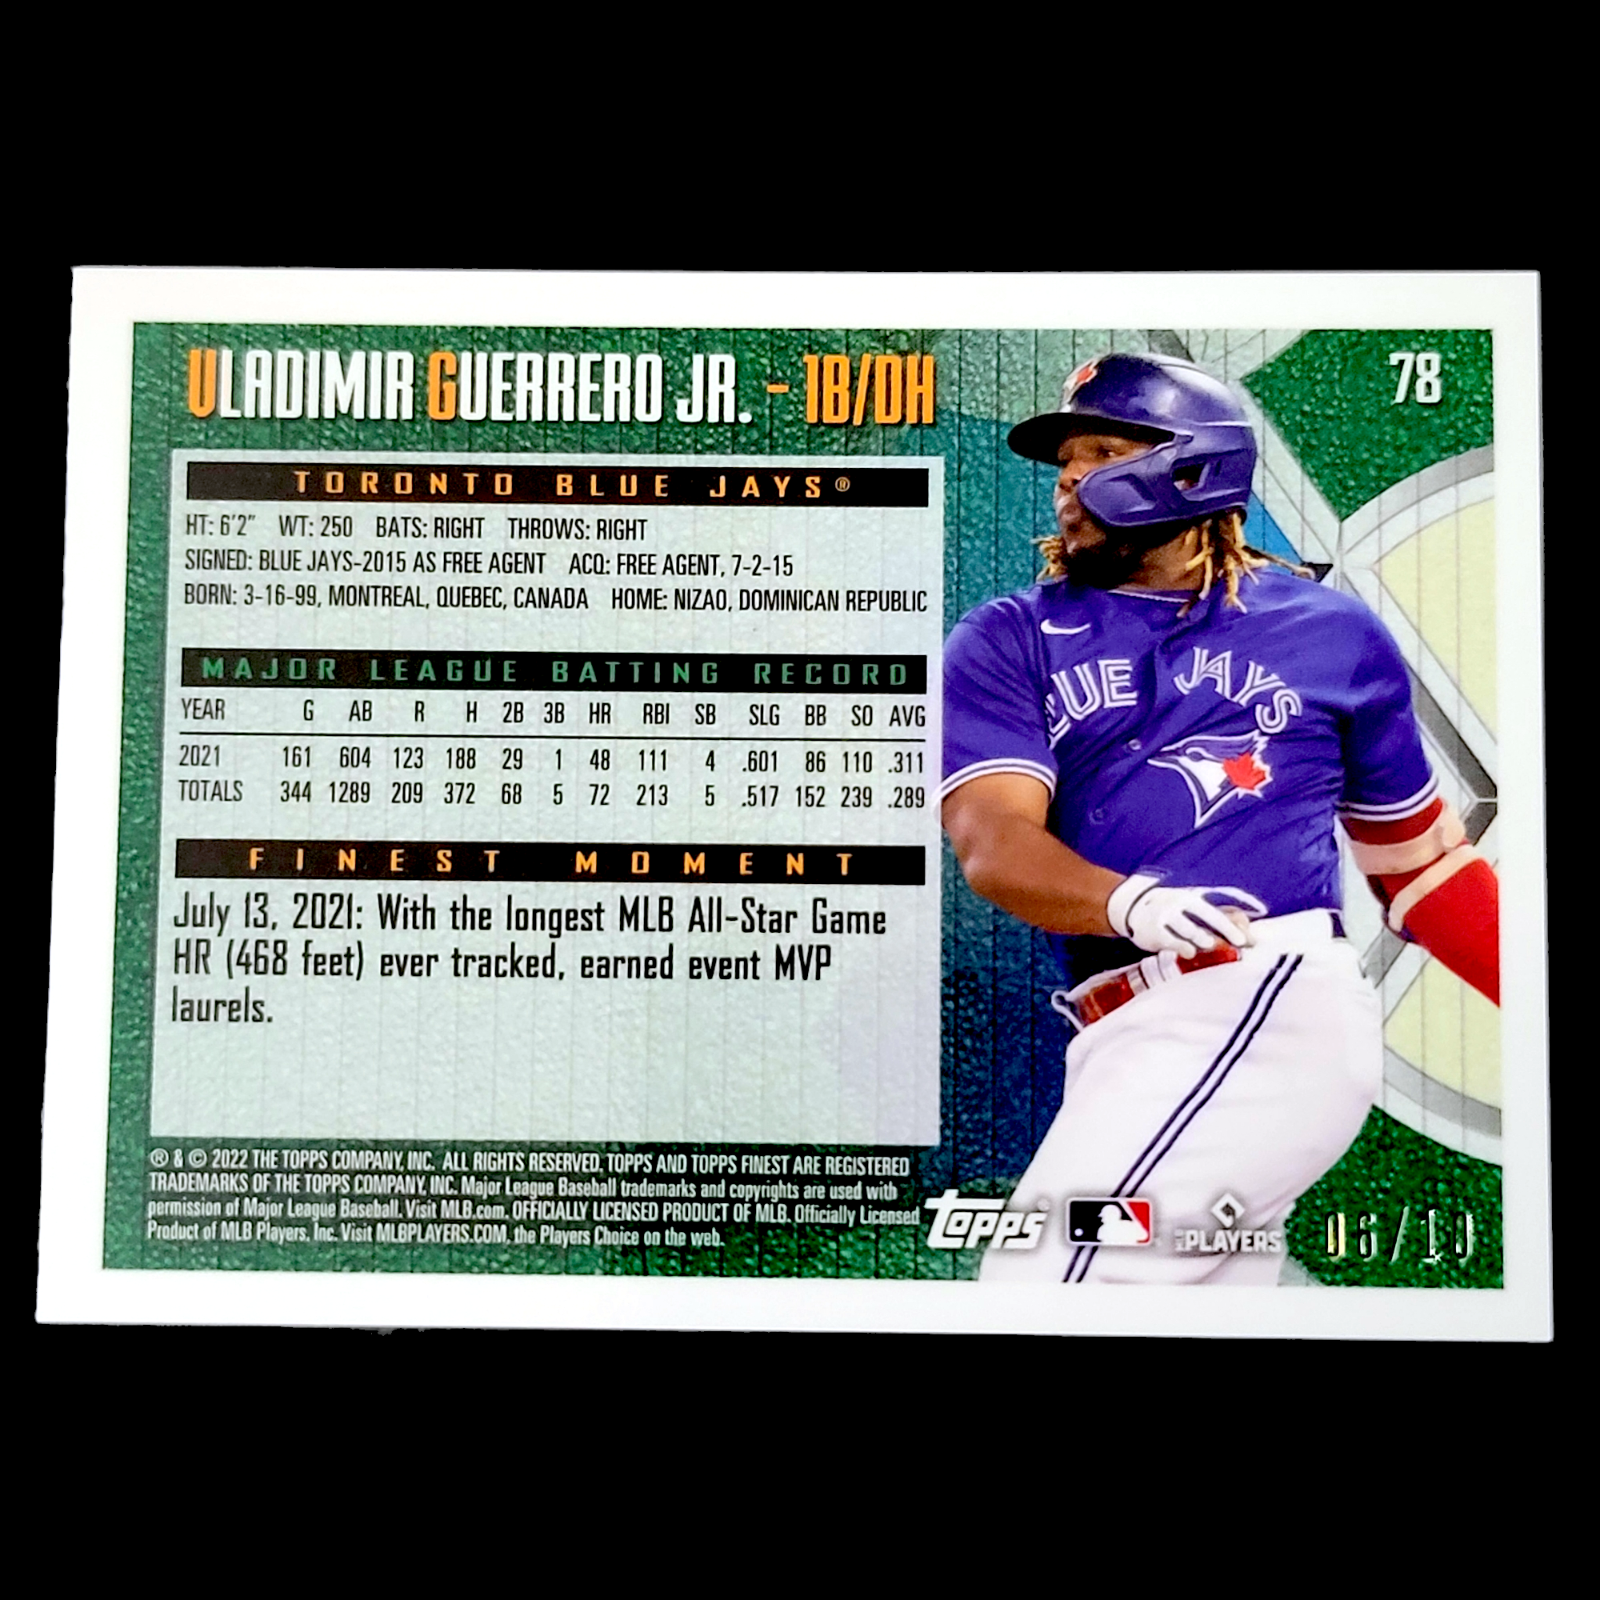 VLADIMIR GUERRERO JR. - 1B/DH
78
TORONTO BLUE JAYS®
HT: 6'2" WT: 250 BATS: RIGHT THROWS: RIGHT
SIGNED: BLUE JAYS-2015 AS FREE AGENT ACQ: FREE AGENT, 7-2-15
BORN: 3-16-99, MONTREAL, QUEBEC, CANADA HOME: NIZAO, DOMINICAN REPUBLIC
MAJOR LEAGUE BATTING RECORD
YEAR G AB R H 2B 3B HR RBI SB SLG BB SO AVG
2021 161 604 123 188 29 1 48 111 4 .601 86 110 .311
TOTALS 344 1289 209 372 68 5 72 213 5 .517 152 239 .289
FINEST MOMENT
July 13, 2021: With the longest MLB All-Star Game
HR (468 feet) ever tracked, earned event MVP
laurels.
® & © 2022 THE TOPPS COMPANY, INC. ALL RIGHTS RESERVED. TOPPS AND TOPPS FINEST ARE REGISTERED
TRADEMARKS OF THE TOPPS COMPANY, INC. Major League Baseball trademarks and copyrights are used with
permission of Major League Baseball. Visit MLB.com. OFFICIALLY LICENSED PRODUCT OF MLB. Officially Licensed
Product of MLB Players, Inc. Visit MLBPLAYERS.COM, the Players Choice on the web.
BLUE JAYS
Topps
PLAYERS
06/10